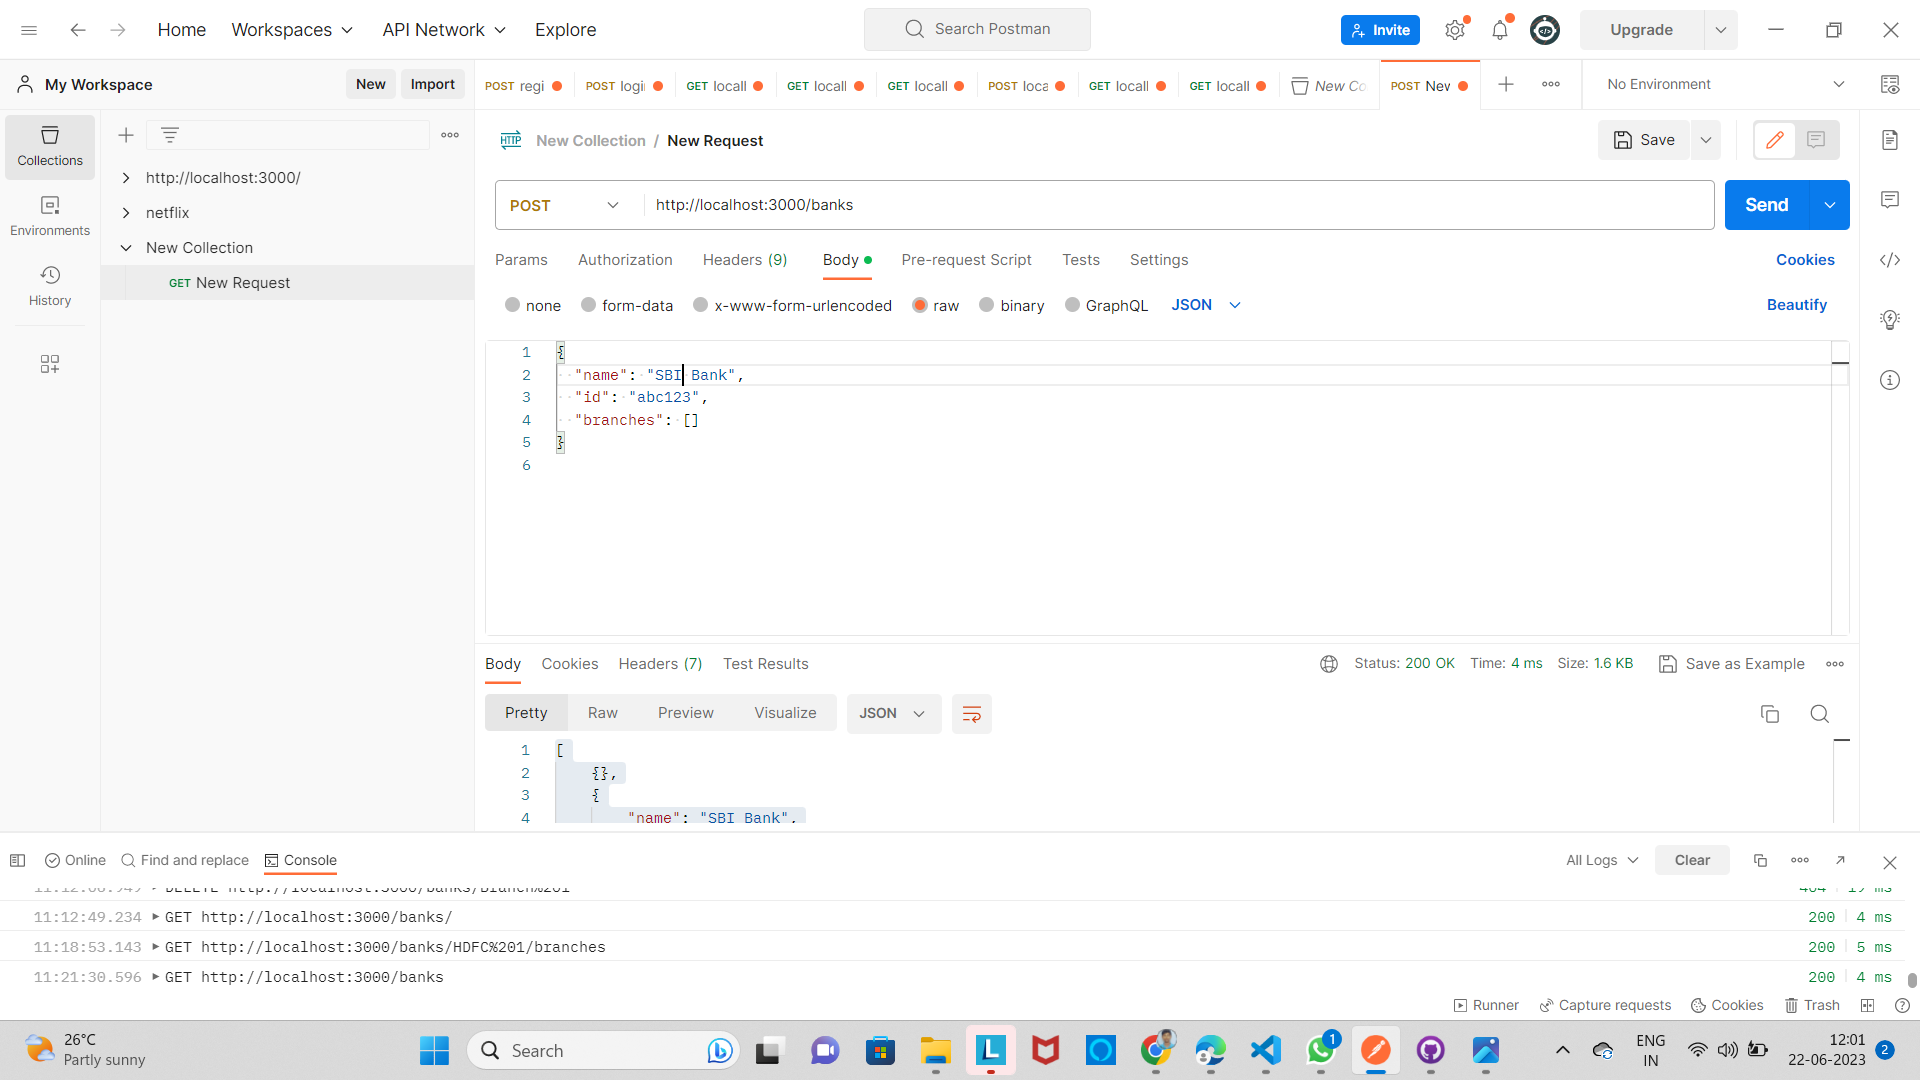 Home Workspaces API Network Explore Search Postman Invite Upgrade
My Workspace New Import POST regi POST logi GET locall GET locall GET locall POST loca GET locall GET locall New Co POST New No Environment
Collections
Environments
History
http://localhost:3000/
netflix
New Collection
GET New Request
HTTP New Collection / New Request Save
POST http://localhost:3000/banks Send
Params Authorization Headers (9) Body Pre-request Script Tests Settings Cookies
none form-data x-www-form-urlencoded raw binary GraphQL JSON Beautify
1 {
2 "name": "SBI Bank",
3 "id": "abc123",
4 "branches": []
5 }
6
Body Cookies Headers (7) Test Results Status: 200 OK Time: 4 ms Size: 1.6 KB Save as Example
Pretty Raw Preview Visualize JSON
1 [
2 {},
3 {
4 "name": "SBI Bank",
Online Find and replace Console All Logs Clear
11:12:49.234 GET http://localhost:3000/banks/ 200 4 ms
11:18:53.143 GET http://localhost:3000/banks/HDFC%201/branches 200 5 ms
11:21:30.596 GET http://localhost:3000/banks 200 4 ms
Runner Capture requests Cookies Trash
26°C
Partly sunny
Search
1
ENG
IN
12:01
22-06-2023
2